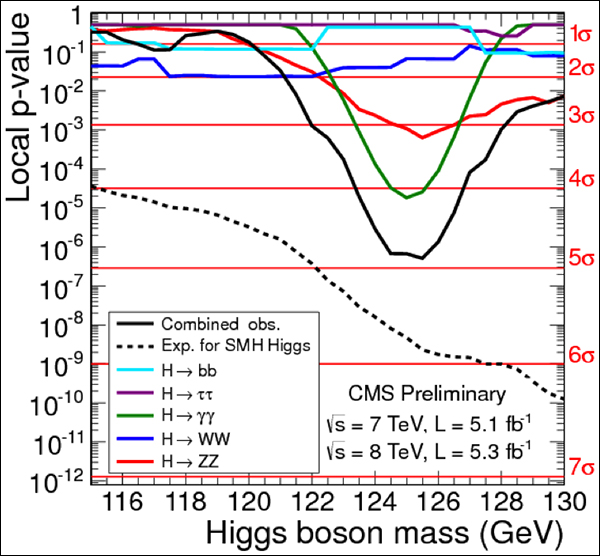 Local p-value
1
10⁻¹
10⁻²
10⁻³
10⁻⁴
10⁻⁵
10⁻⁶
10⁻⁷
10⁻⁸
10⁻⁹
10⁻¹⁰
10⁻¹¹
10⁻¹²
1σ
2σ
3σ
4σ
5σ
6σ
7σ
Combined obs.
Exp. for SMH Higgs
H→bb
H→ττ
H→γγ
H→WW
H→ZZ
CMS Preliminary
√s = 7 TeV, L = 5.1 fb⁻¹
√s = 8 TeV, L = 5.3 fb⁻¹
116 118 120 122 124 126 128 130
Higgs boson mass (GeV)